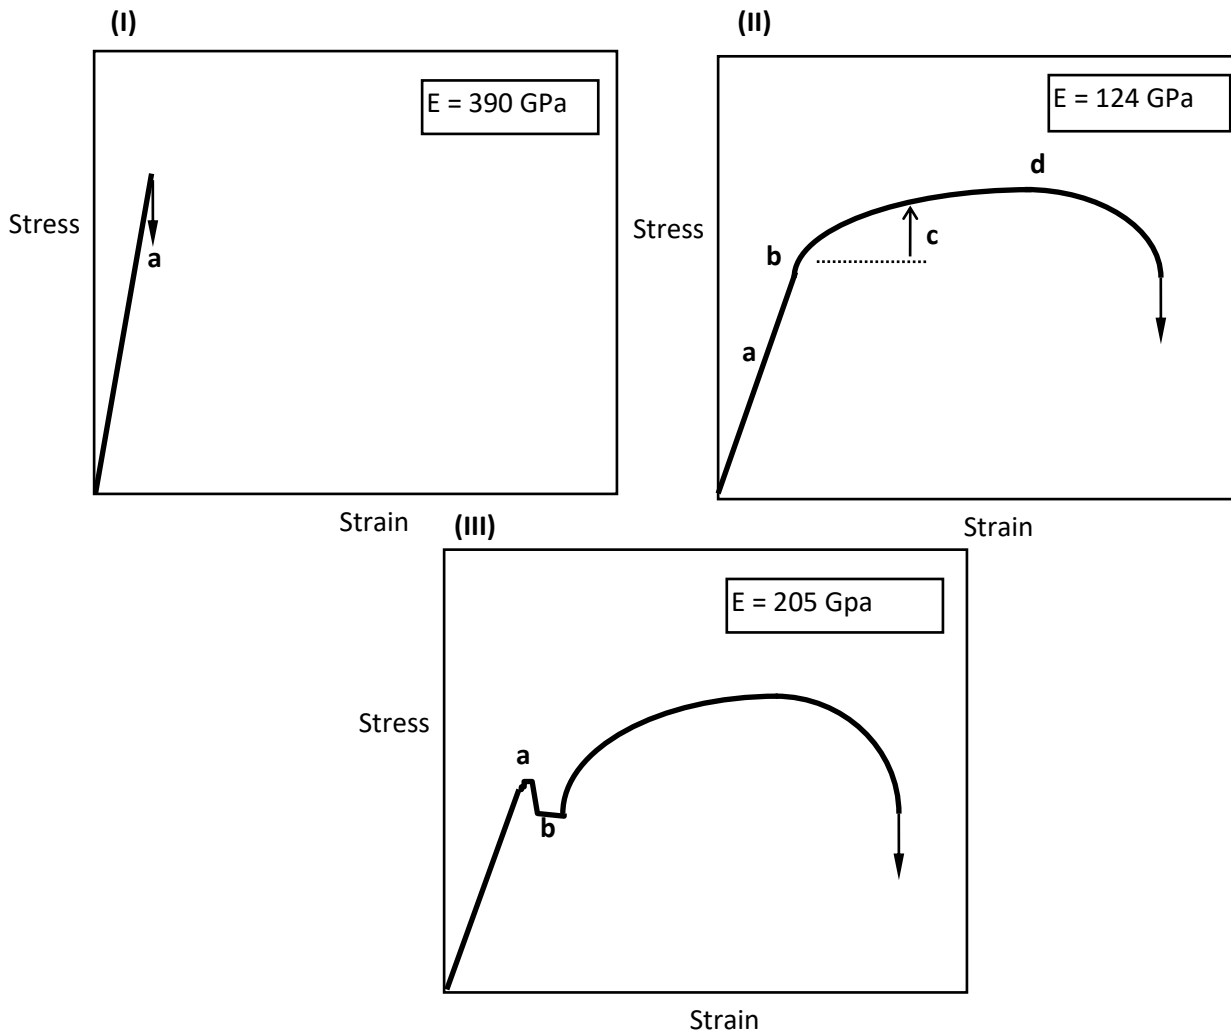 (I)
E = 390 GPa
Stress
a
Strain
(II)
E = 124 GPa
d
Stress
c
b
a
Strain
(III)
E = 205 Gpa
Stress
a
b
Strain